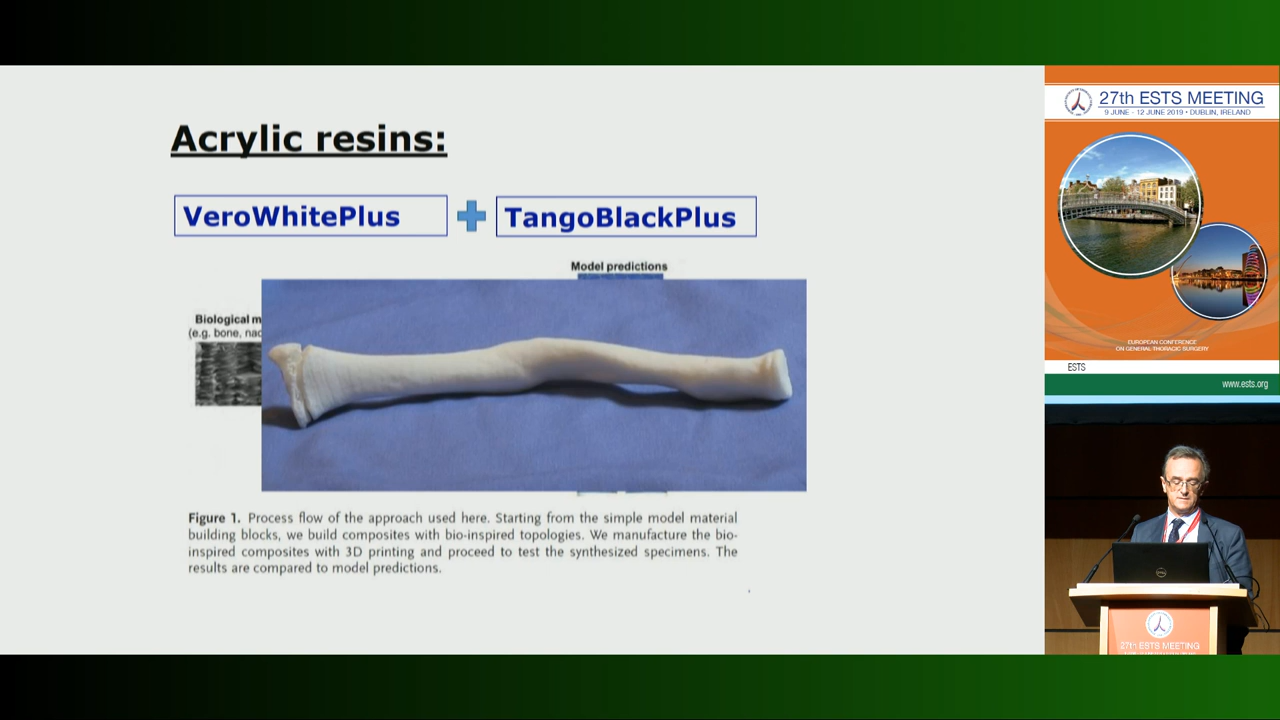 Acrylic resins:
VeroWhitePlus
TangoBlackPlus
Model predictions
Biological m
(e.g. bone, nac
Figure 1. Process flow of the approach used here. Starting from the simple model material
building blocks, we build composites with bio-inspired topologies. We manufacture the bio-
inspired composites with 3D printing and proceed to test the synthesized specimens. The
results are compared to model predictions.
27th ESTS MEETING
9 JUNE - 12 JUNE 2019 • DUBLIN, IRELAND
EUROPEAN CONFERENCE
ON GENERAL THORACIC SURGERY
ESTS
www.ests.org
27th ESTS MEETING